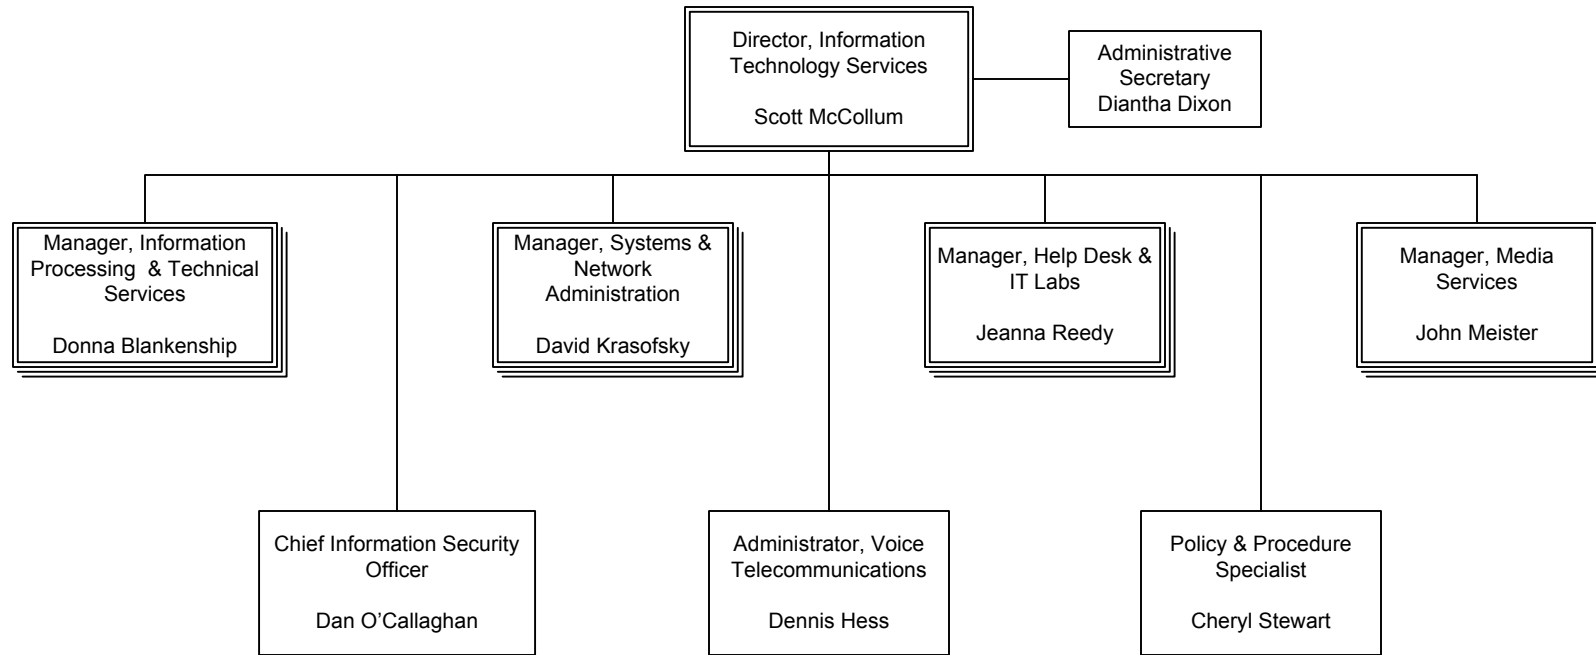 Director, Information
Technology Services
Scott McCollum
Administrative
Secretary
Diantha Dixon
Manager, Information
Processing & Technical
Services
Donna Blankenship
Manager, Systems &
Network
Administration
David Krasofsky
Manager, Help Desk &
IT Labs
Jeanna Reedy
Manager, Media
Services
John Meister
Chief Information Security
Officer
Dan O’Callaghan
Administrator, Voice
Telecommunications
Dennis Hess
Policy & Procedure
Specialist
Cheryl Stewart